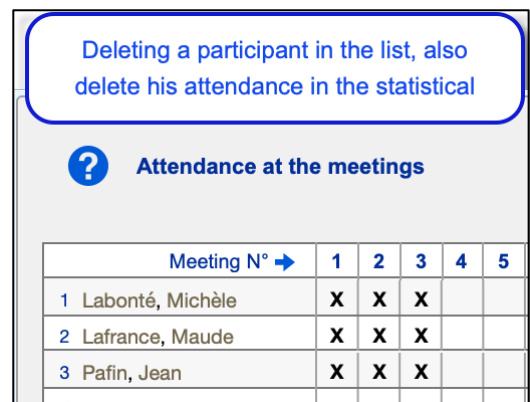 Deleting a participant in the list, also
delete his attendance in the statistical
? Attendance at the meetings
Meeting N° → 1 2 3 4 5
1 Labonté, Michèle X X X
2 Lafrance, Maude X X X
3 Pafin, Jean X X X